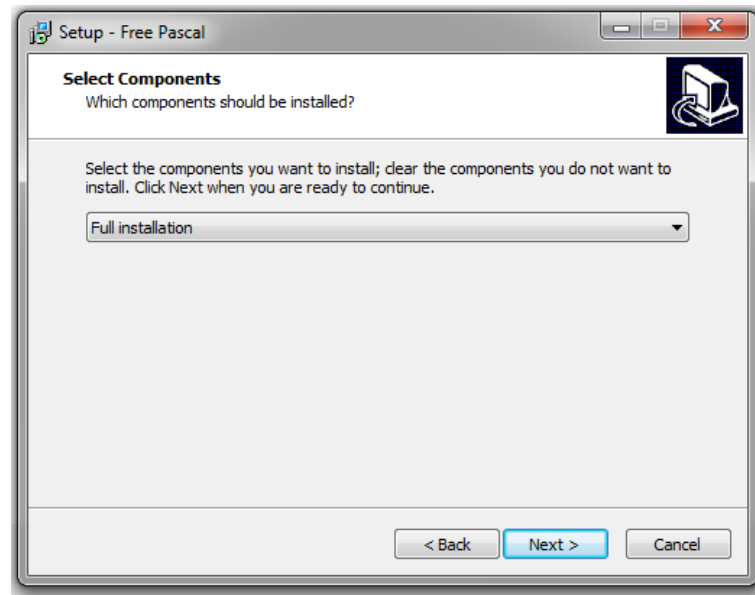 Setup - Free Pascal
Select Components
Which components should be installed?
Select the components you want to install; clear the components you do not want to
install. Click Next when you are ready to continue.
Full installation
< Back
Next >
Cancel